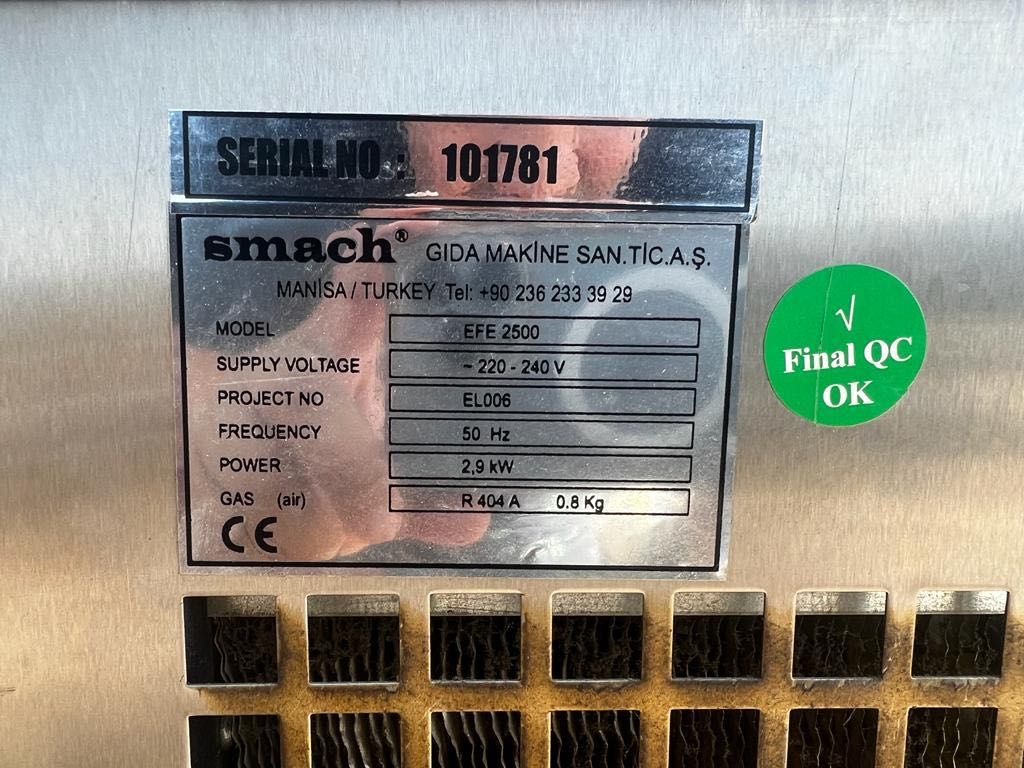 SERIAL NO : 101781
smach® GIDA MAKİNE SAN.TİC.A.Ş.
MANİSA / TURKEY Tel: +90 236 233 39 29
MODEL EFE 2500
SUPPLY VOLTAGE ~ 220 - 240 V
PROJECT NO EL006
FREQUENCY 50 Hz
POWER 2,9 kW
GAS (air) R 404 A 0.8 Kg
CE
√
Final QC
OK